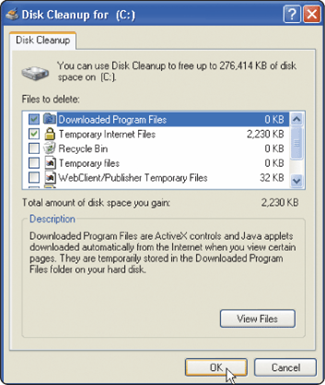 Disk Cleanup for (C:)
Disk Cleanup
You can use Disk Cleanup to free up to 276,414 KB of disk
space on (C:).
Files to delete:
Downloaded Program Files 0 KB
Temporary Internet Files 2,230 KB
Recycle Bin 0 KB
Temporary files 0 KB
WebClient/Publisher Temporary Files 32 KB
Total amount of disk space you gain: 2,230 KB
Description
Downloaded Program Files are ActiveX controls and Java applets
downloaded automatically from the Internet when you view certain
pages. They are temporarily stored in the Downloaded Program
Files folder on your hard disk.
View Files
OK Cancel